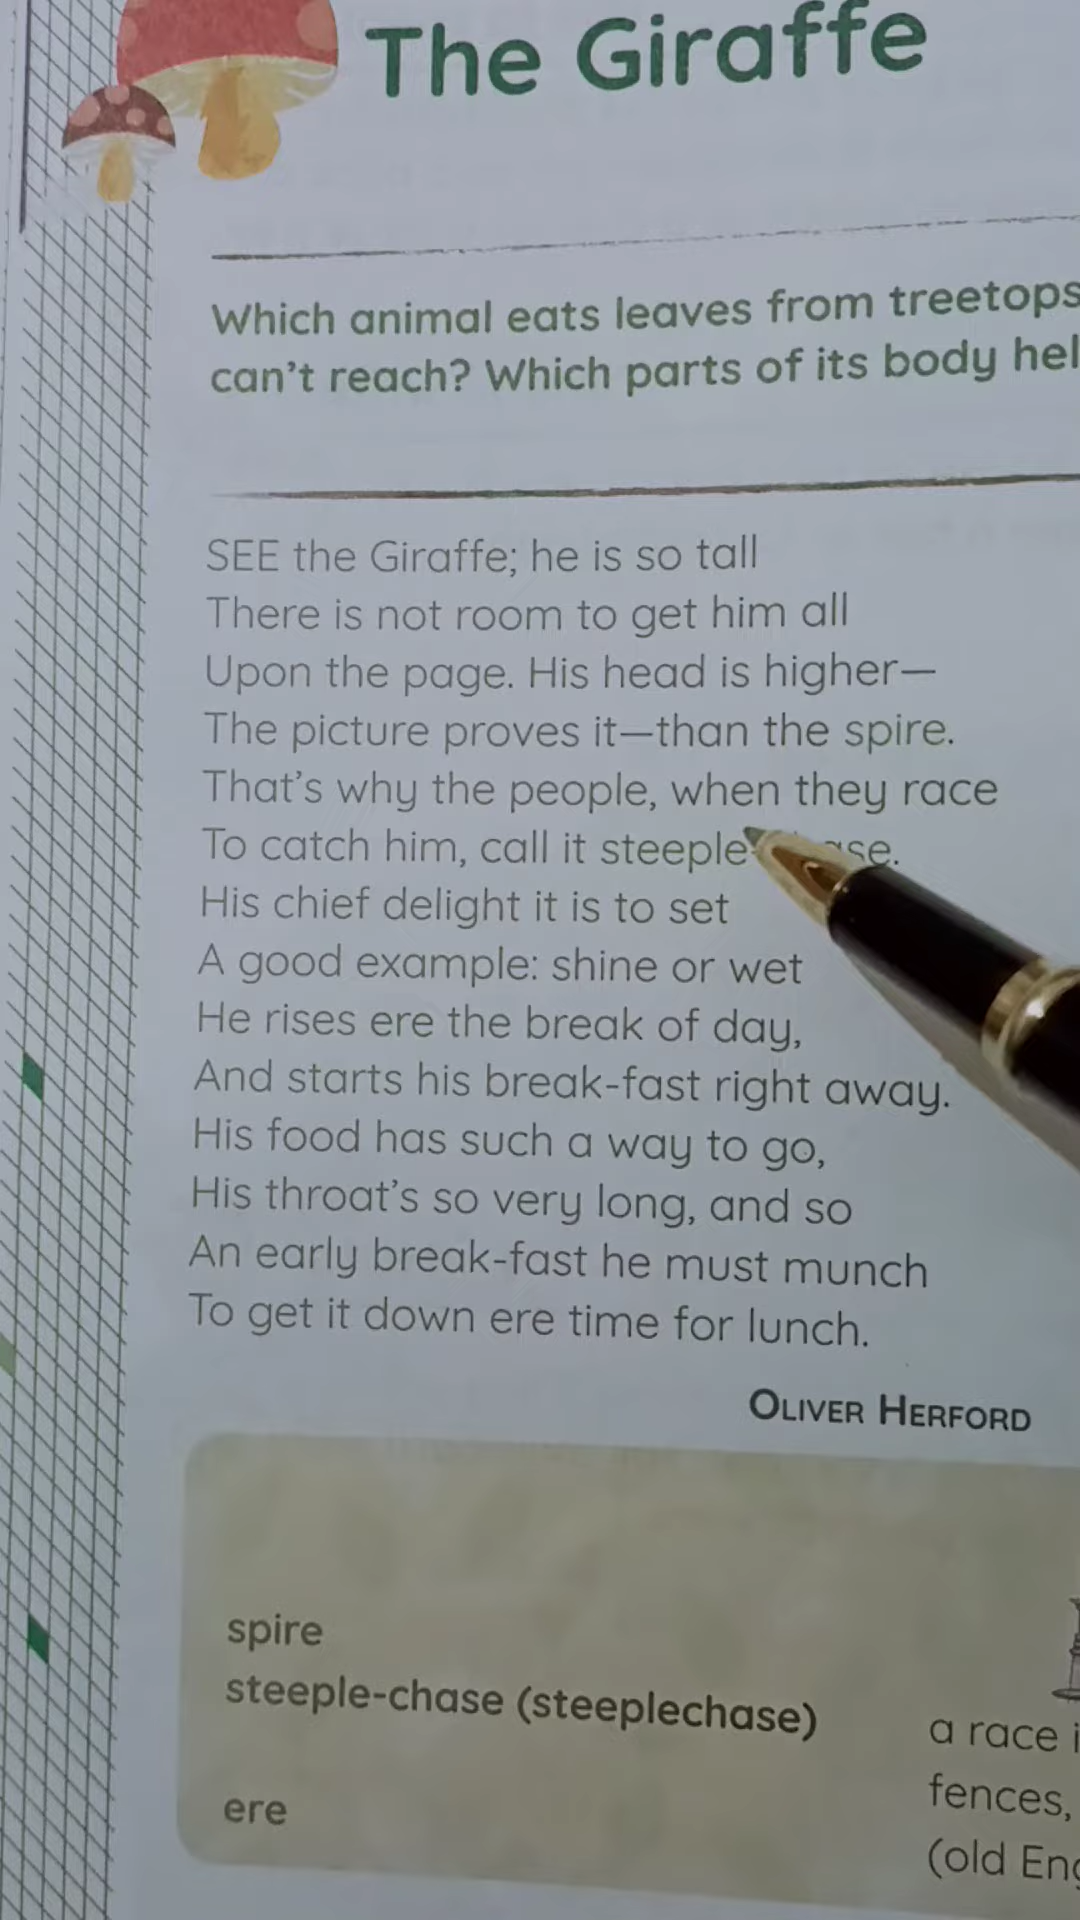 The Giraffe
Which animal eats leaves from treetops
can't reach? Which parts of its body hel
SEE the Giraffe; he is so tall
There is not room to get him all
Upon the page. His head is higher—
The picture proves it—than the spire.
That's why the people, when they race
To catch him, call it steeple
His chief delight it is to set
A good example: shine or wet
He rises ere the break of day,
And starts his break-fast right away.
His food has such a way to go,
His throat's so very long, and so
An early break-fast he must munch
To get it down ere time for lunch.
OLIVER HERFORD
spire
steeple-chase (steeplechase)
a race i
fences,
ere
(old Eng